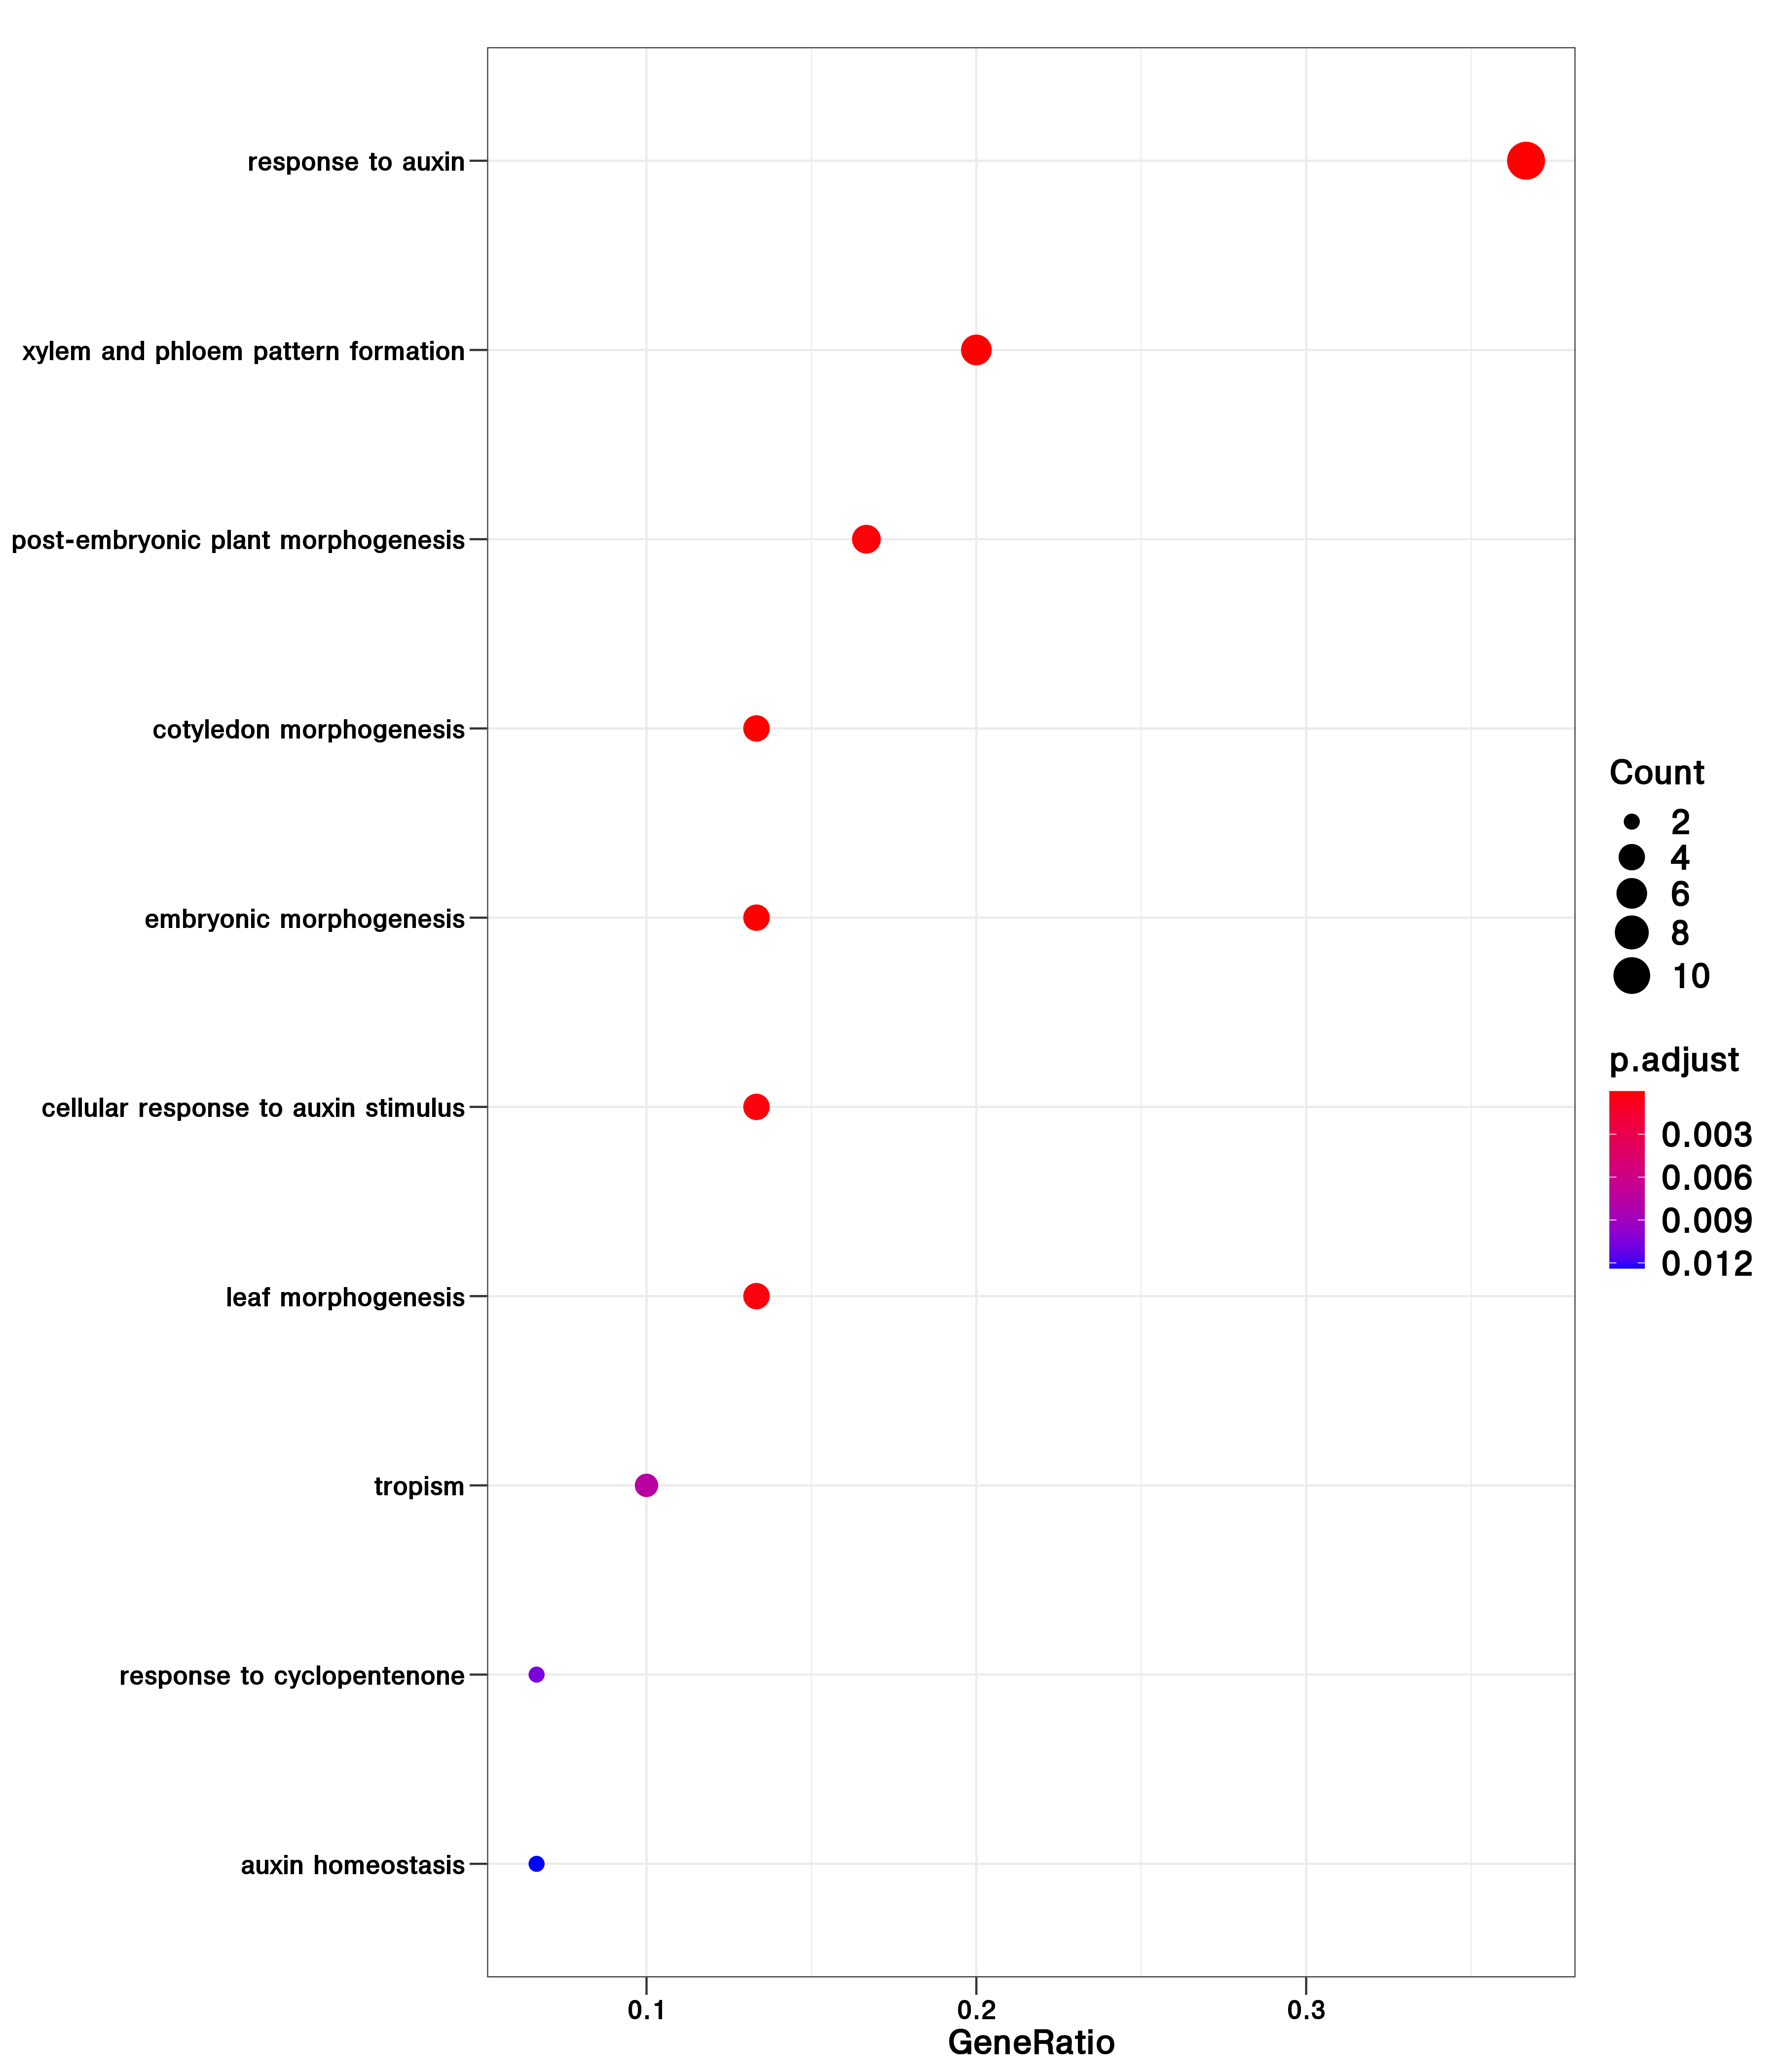 response to auxin
xylem and phloem pattern formation
post-embryonic plant morphogenesis
cotyledon morphogenesis
embryonic morphogenesis
cellular response to auxin stimulus
leaf morphogenesis
tropism
response to cyclopentenone
auxin homeostasis
0.1 0.2 0.3
GeneRatio
Count
2
4
6
8
10
p.adjust
0.003
0.006
0.009
0.012